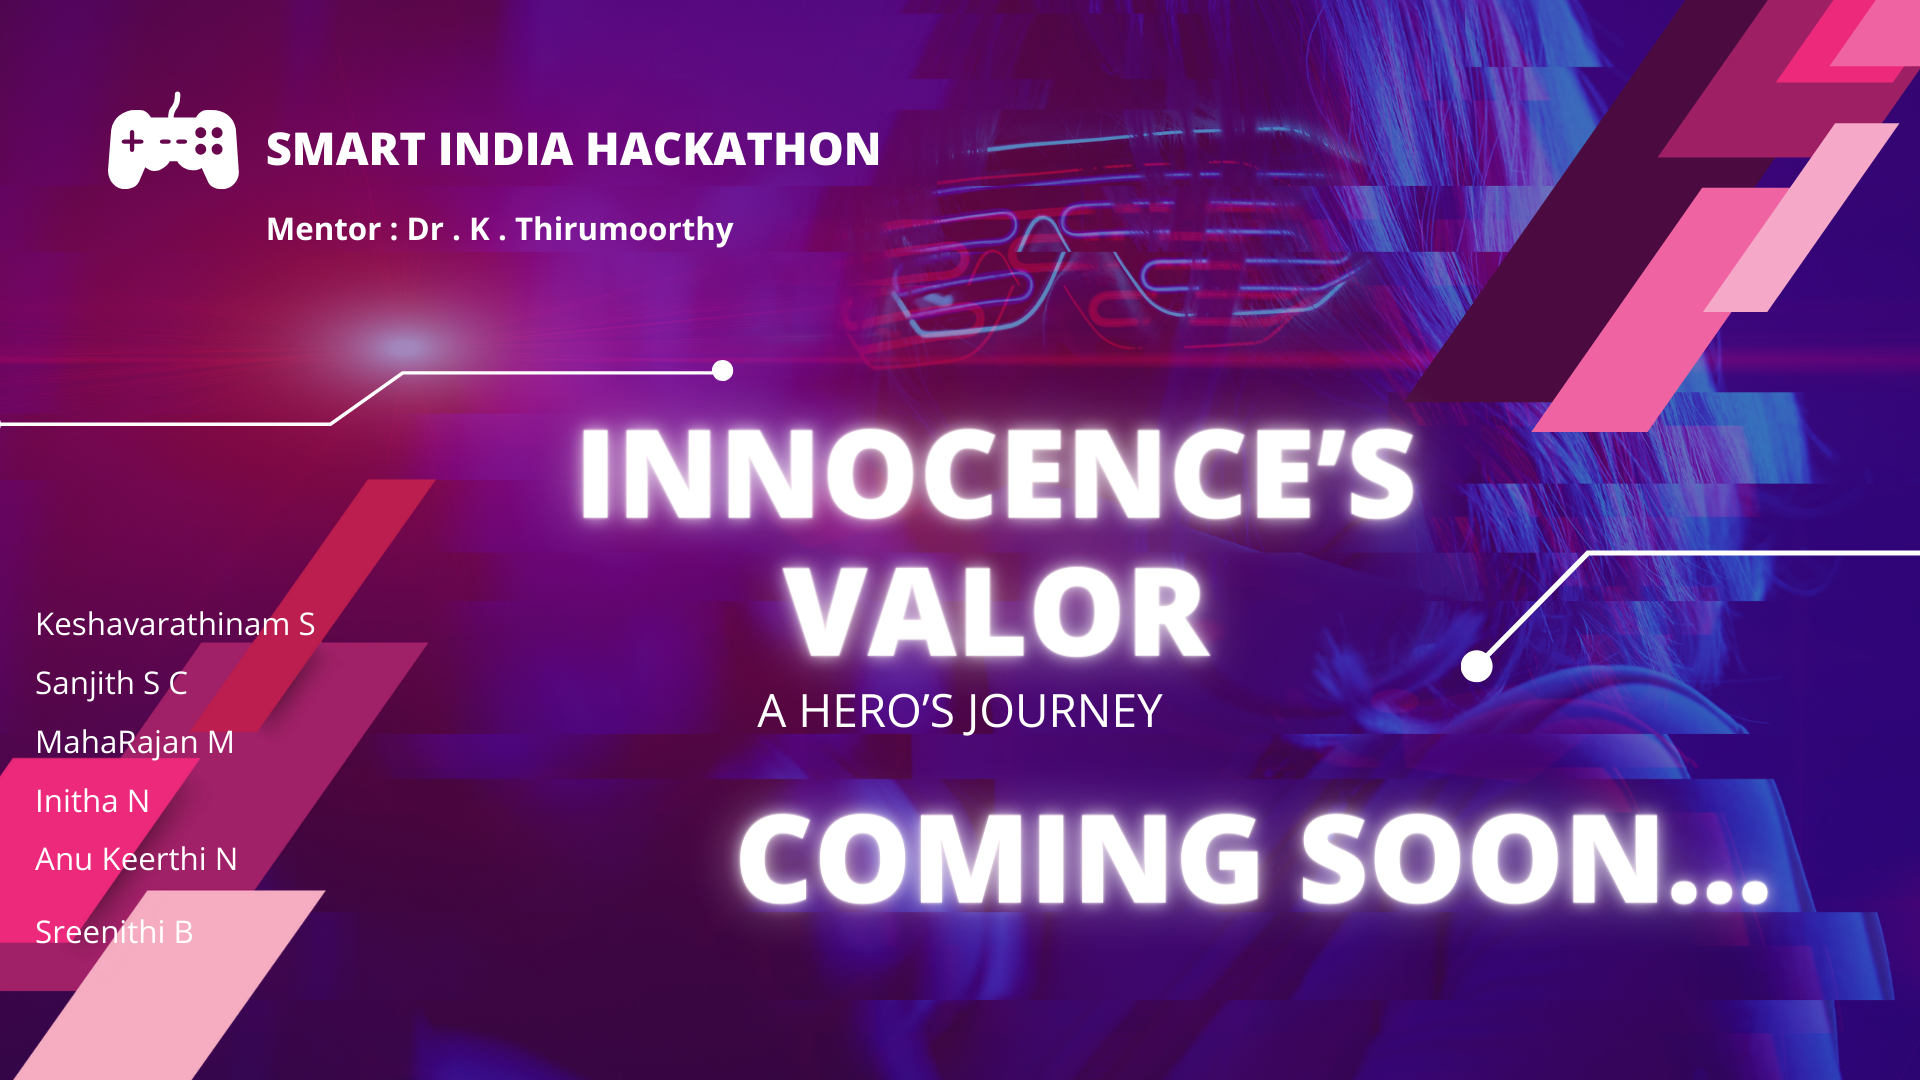 SMART INDIA HACKATHON
Mentor : Dr . K . Thirumoorthy
INNOCENCE’S
VALOR
A HERO’S JOURNEY
COMING SOON...
Keshavarathinam S
Sanjith S C
MahaRajan M
Initha N
Anu Keerthi N
Sreenithi B